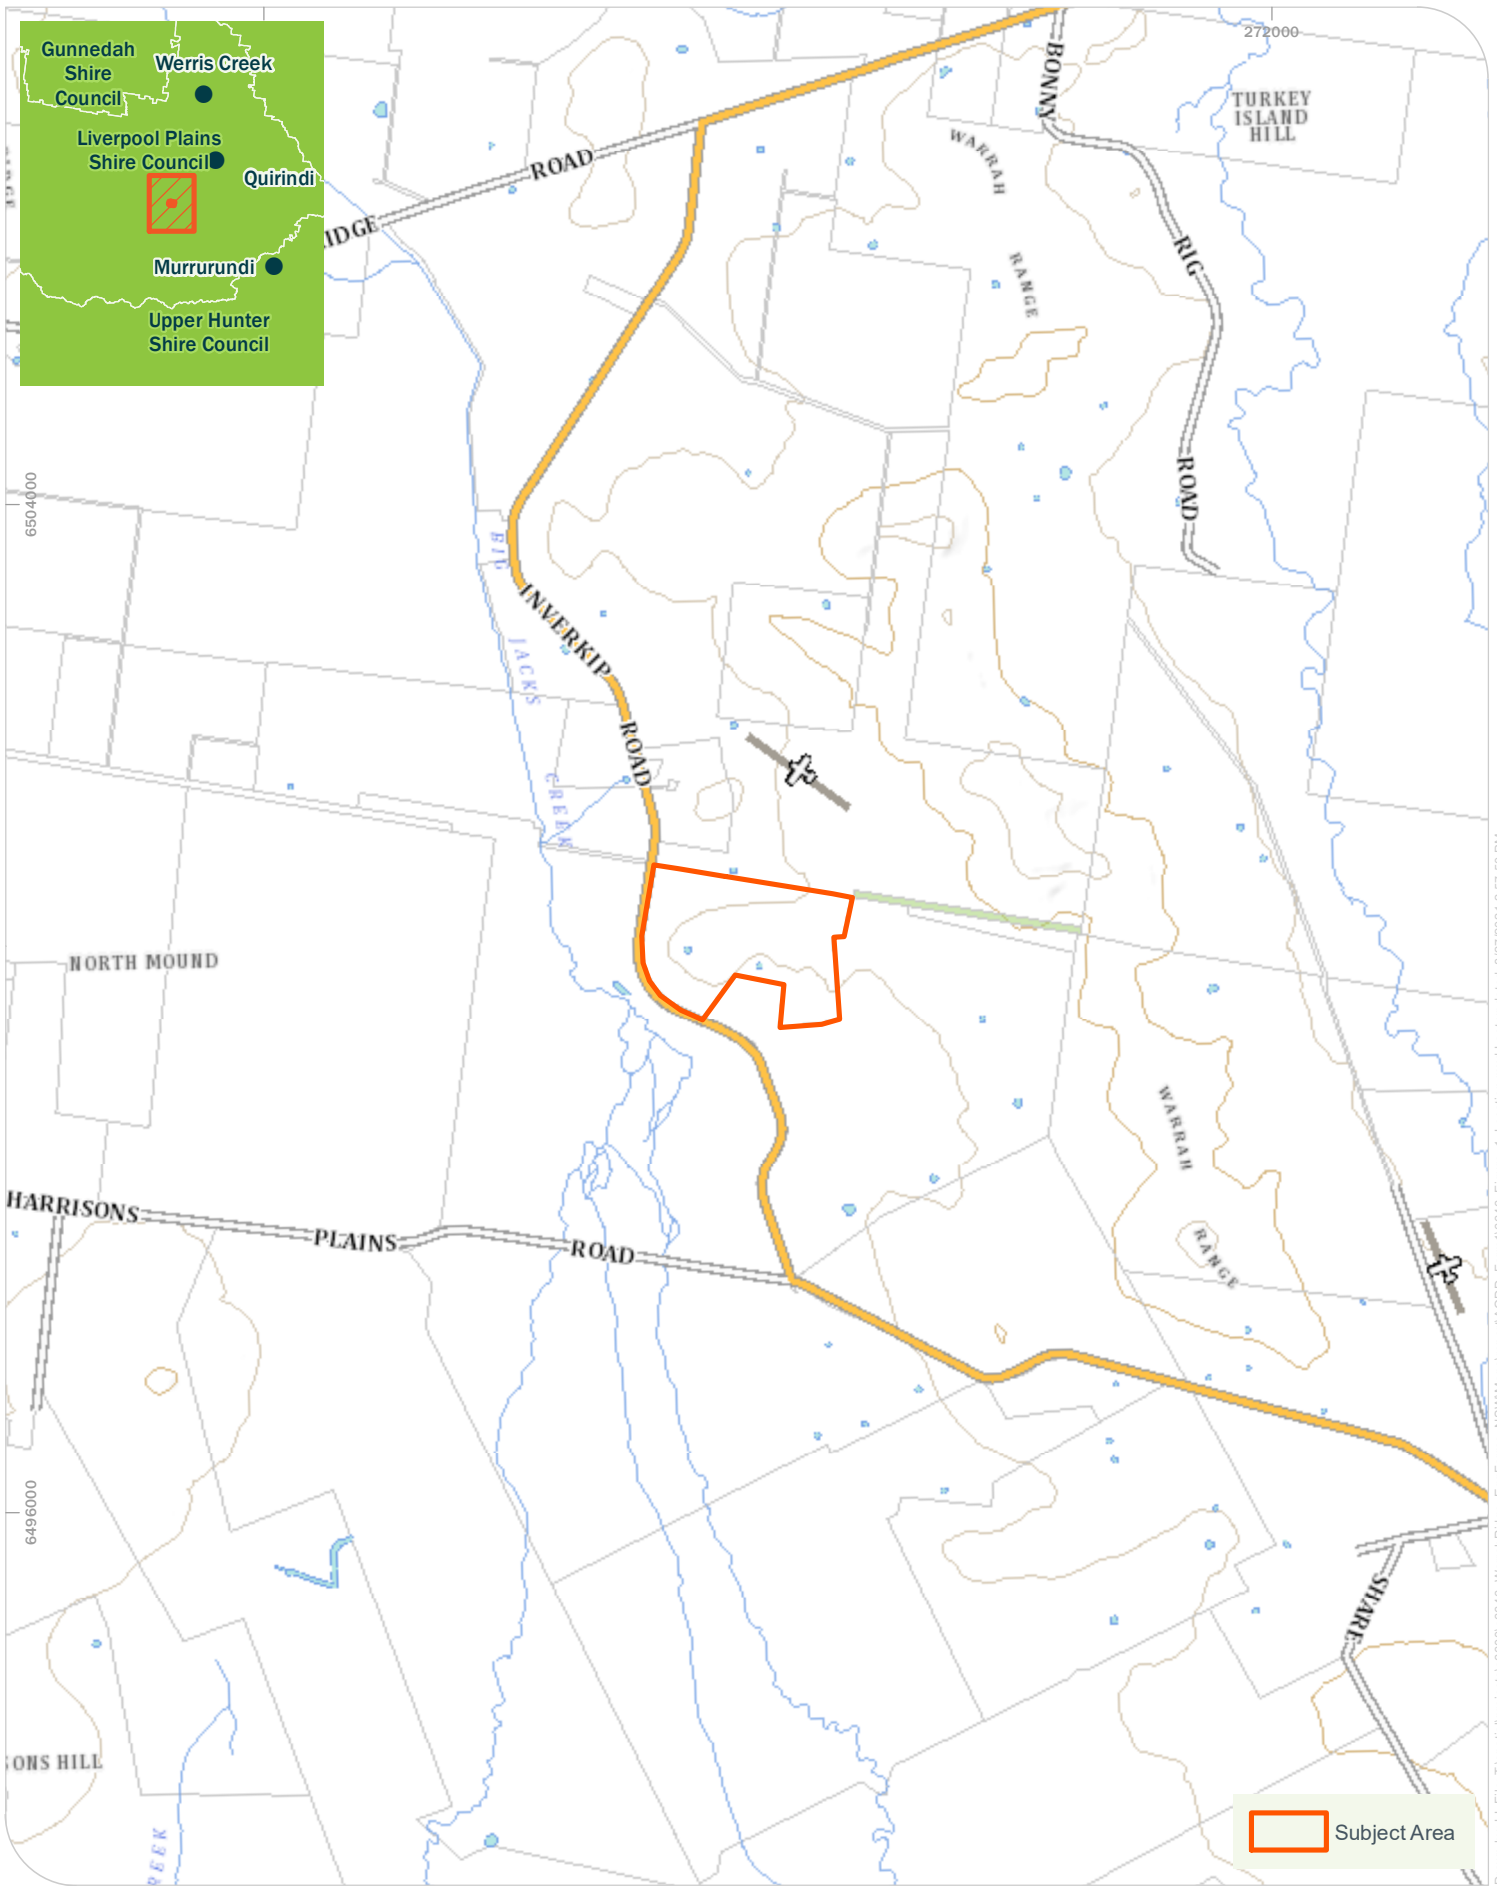 Gunnedah
Shire
Council
Werris Creek
Liverpool Plains
Shire Council
Quirindi
Murrurundi
Upper Hunter
Shire Council
272000
BONNY
TURKEY
ISLAND
HILL
WARRAH
ROAD
IDGE
RIG
RANGE
ROAD
6504000
BIG
INVERKIP
JACKS
ROAD
CREEK
NORTH MOUND
WARRAH
HARRISONS
PLAINS
ROAD
RANGE
6496000
SHARE
SONS HILL
REEK
Subject Area